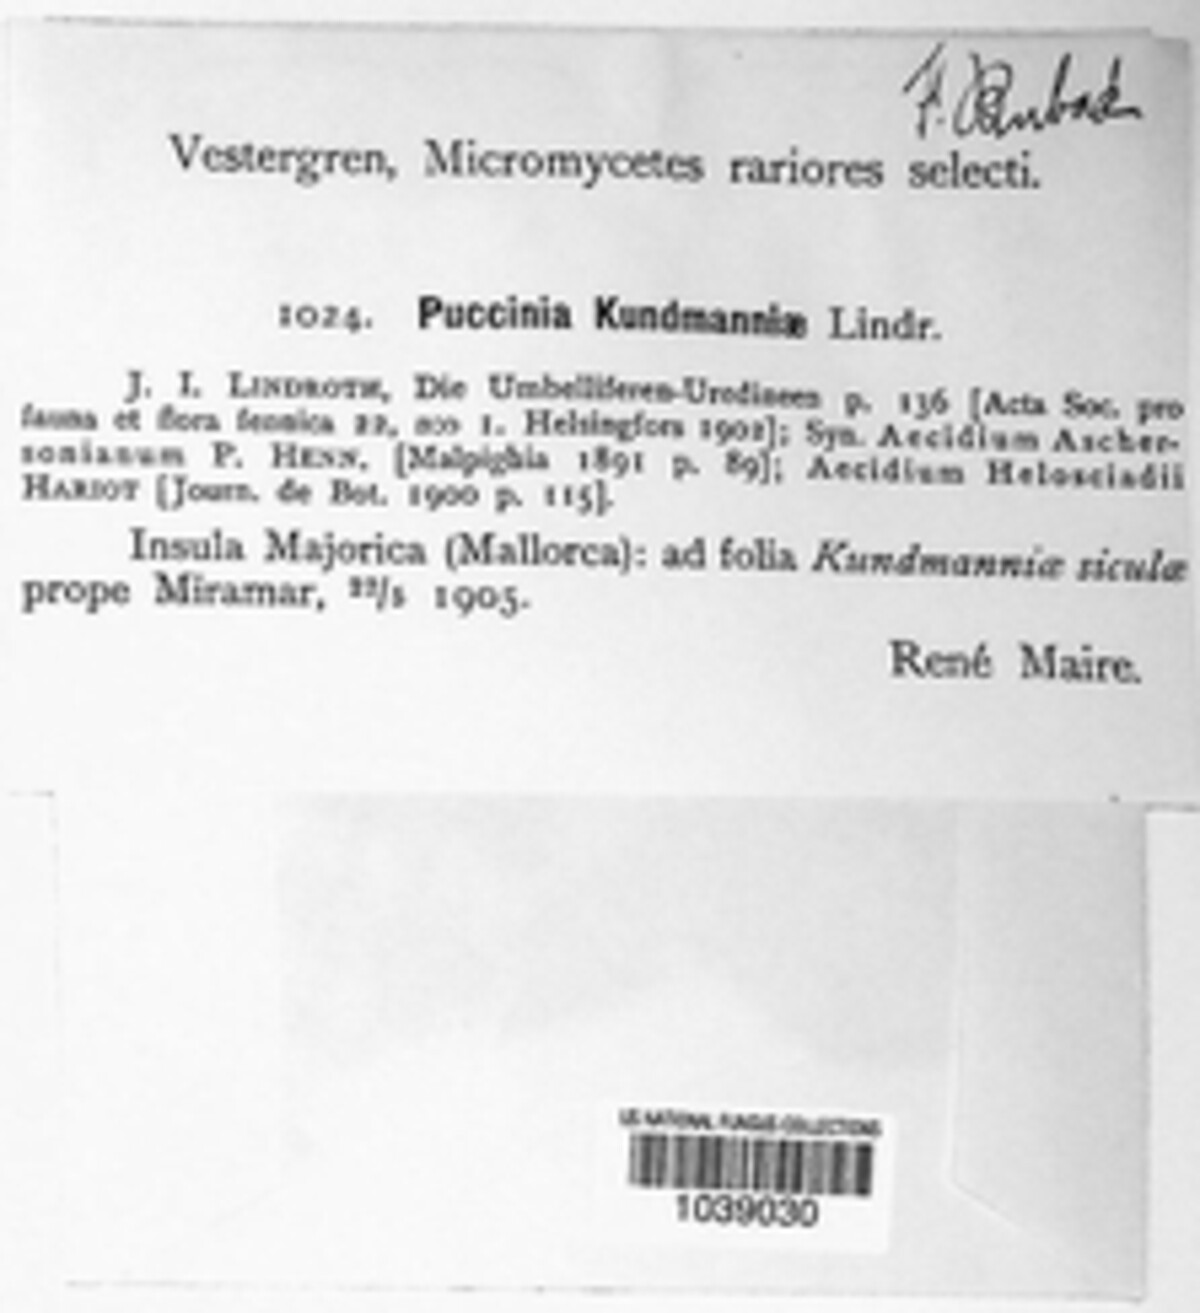 Vestergren, Micromycetes rariores selecti.
1024. Puccinia Kundmanniæ Lindr.
J. I. LINDROTH, Die Umbelliferen-Uredineen p. 136 [Acta Soc. pro
fauna et flora fennica 22, n:o 1. Helsingfors 1902]; Syn. Aecidium Ascher-
sonianum P. HENN. [Malpighia 1891 p. 89]; Aecidium Helosciadii
HARIOT [Journ. de Bot. 1900 p. 115].
Insula Majorica (Mallorca): ad folia Kundmanniæ siculæ
prope Miramar, 22/5 1905.
René Maire.
US NATIONAL FUNGUS COLLECTIONS
1039030